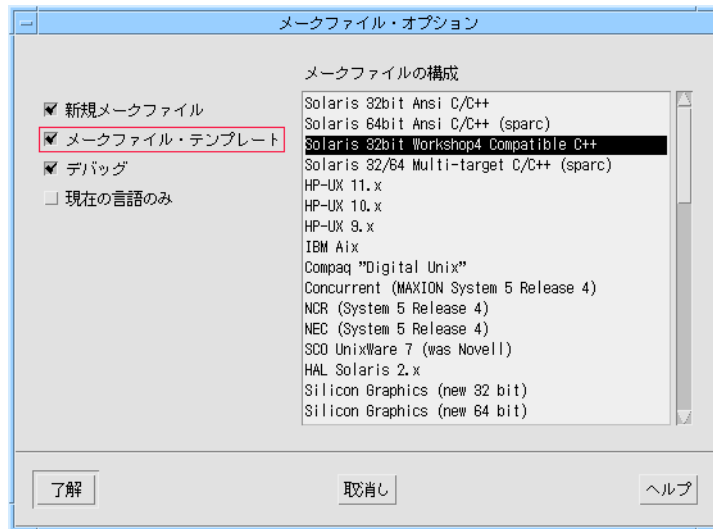 メークファイル・オプション
メークファイルの構成
新規メークファイル
メークファイル・テンプレート
デバッグ
現在の言語のみ
Solaris 32bit Ansi C/C++
Solaris 64bit Ansi C/C++ (sparc)
Solaris 32bit Workshop4 Compatible C++
Solaris 32/64 Multi-target C/C++ (sparc)
HP-UX 11.x
HP-UX 10.x
HP-UX 9.x
IBM Aix
Compaq "Digital Unix"
Concurrent (MAXION System 5 Release 4)
NCR (System 5 Release 4)
NEC (System 5 Release 4)
SCO UnixWare 7 (was Novell)
HAL Solaris 2.x
Silicon Graphics (new 32 bit)
Silicon Graphics (new 64 bit)
了解
取消し
ヘルプ